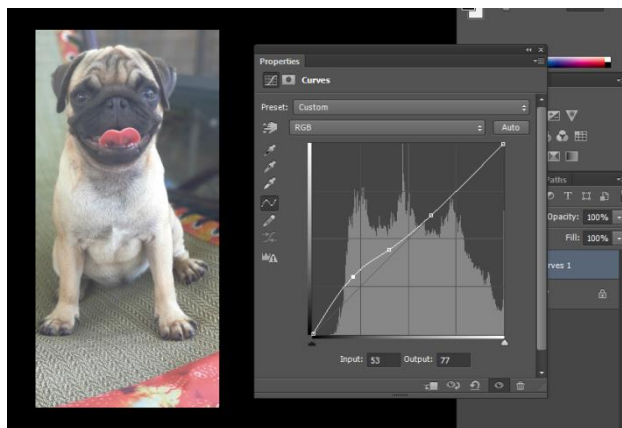 Properties
Curves
Preset: Custom
RGB Auto
Paths
Opacity: 100%
Fill: 100%
rves 1
Input: 53 Output: 77